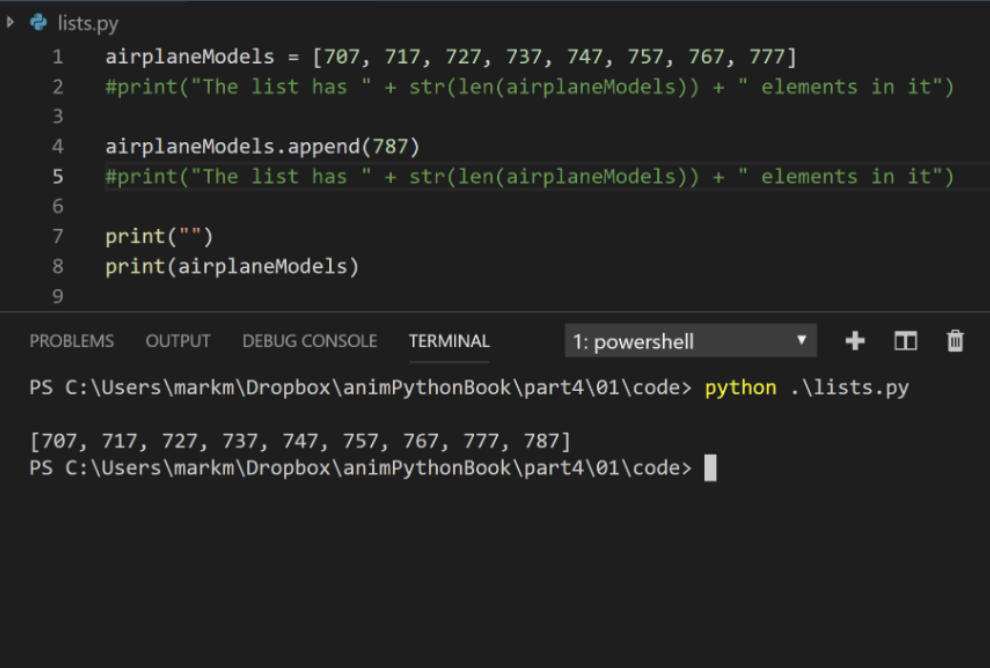 lists.py
1 airplaneModels = [707, 717, 727, 737, 747, 757, 767, 777]
2 #print("The list has " + str(len(airplaneModels)) + " elements in it")
3
4 airplaneModels.append(787)
5 #print("The list has " + str(len(airplaneModels)) + " elements in it")
6
7 print("")
8 print(airplaneModels)
9
PROBLEMS OUTPUT DEBUG CONSOLE TERMINAL 1: powershell
PS C:\Users\markm\Dropbox\animPythonBook\part4\01\code> python .\lists.py
[707, 717, 727, 737, 747, 757, 767, 777, 787]
PS C:\Users\markm\Dropbox\animPythonBook\part4\01\code>